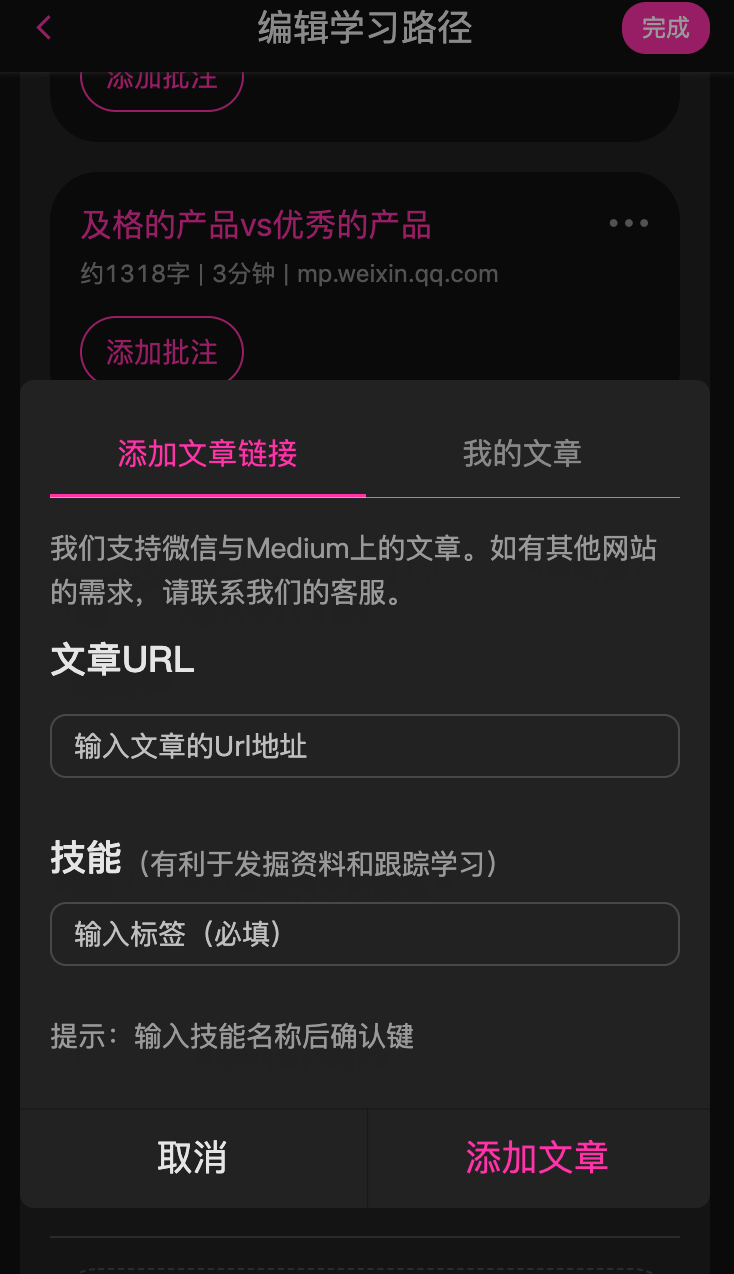 编辑学习路径
完成
添加批注
及格的产品vs优秀的产品
约1318字 | 3分钟 | mp.weixin.qq.com
添加批注
添加文章链接
我的文章
我们支持微信与Medium上的文章。如有其他网站
的需求，请联系我们的客服。
文章URL
输入文章的Url地址
技能（有利于发掘资料和跟踪学习）
输入标签（必填）
提示：输入技能名称后确认键
取消
添加文章